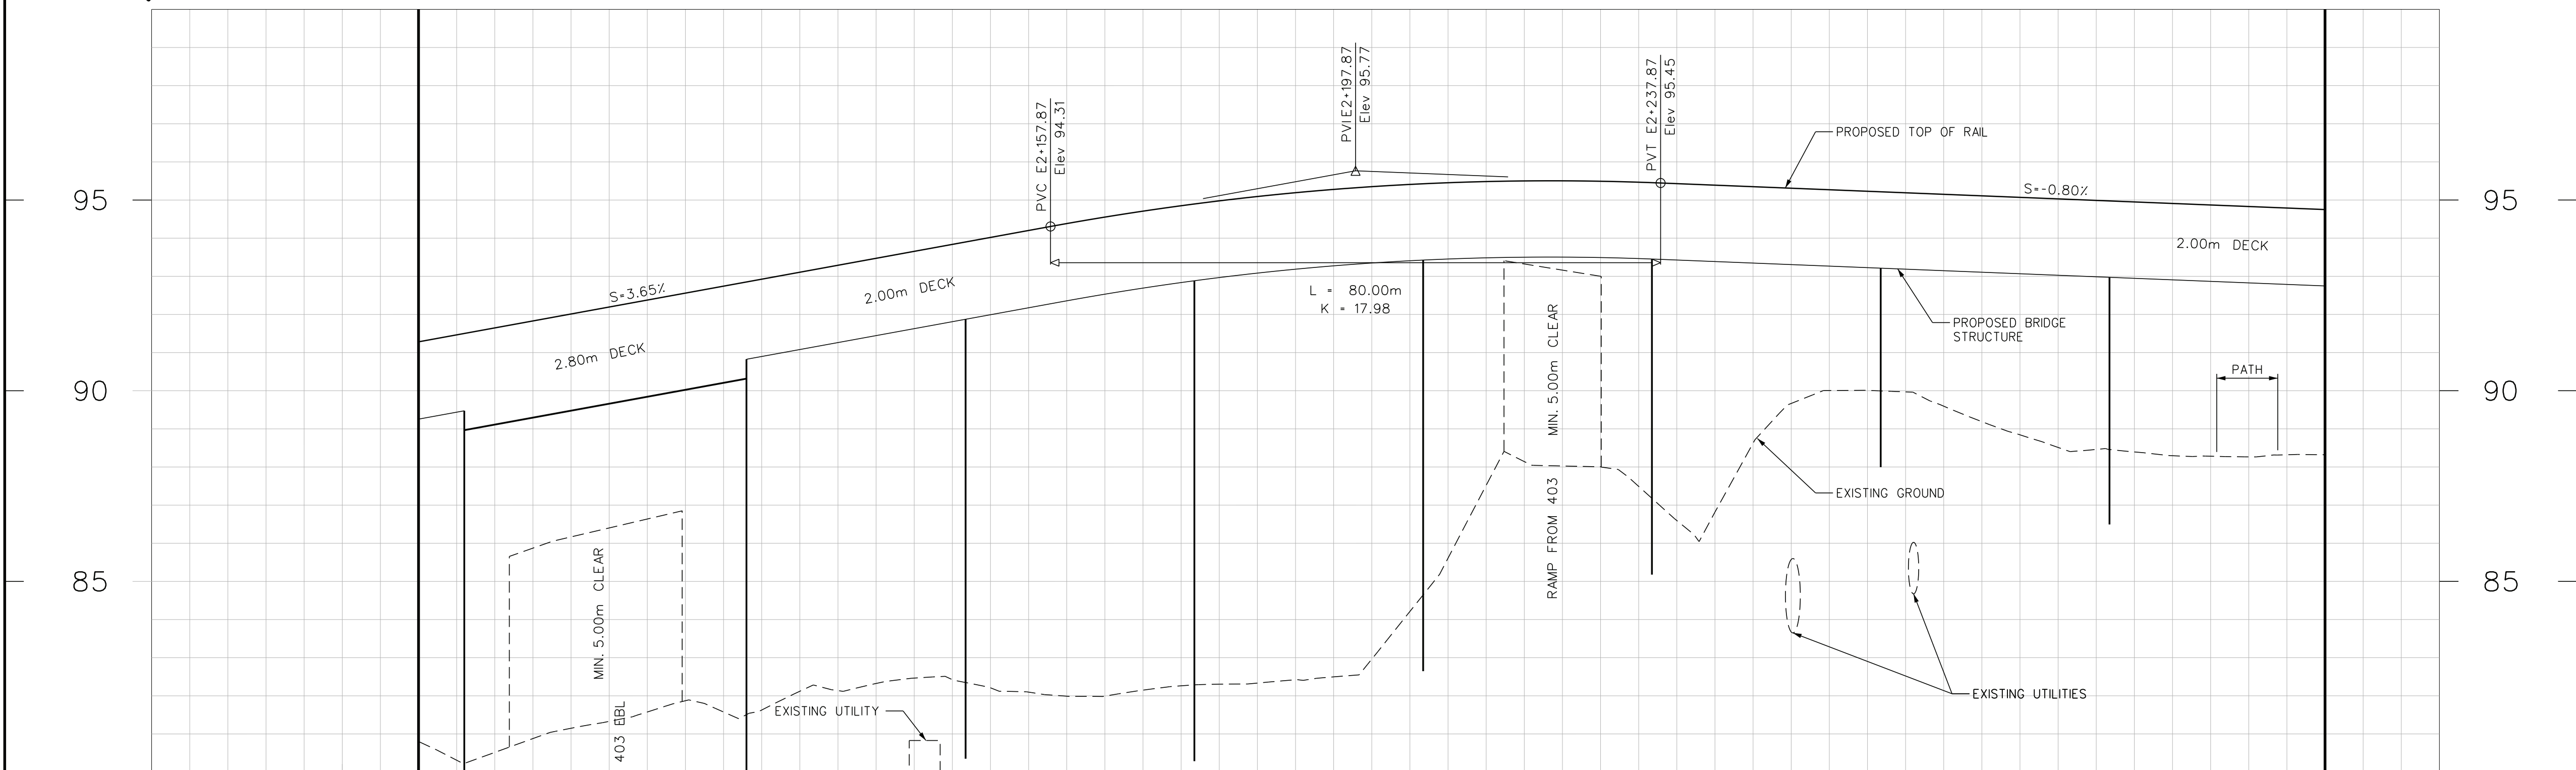 PVC E2+157.87
Elev 94.31
PVI E2+197.87
Elev 95.77
PVT E2+237.87
Elev 95.45
PROPOSED TOP OF RAIL
95
S=-0.80%
95
2.00m DECK
S=3.65%
2.00m DECK
L = 80.00m
K = 17.98
MIN. 5.00m CLEAR
PROPOSED BRIDGE
STRUCTURE
2.80m DECK
PATH
90
90
EXISTING GROUND
RAMP FROM 403
85
85
MIN. 5.00m CLEAR
403 EBL
EXISTING UTILITY
EXISTING UTILITIES